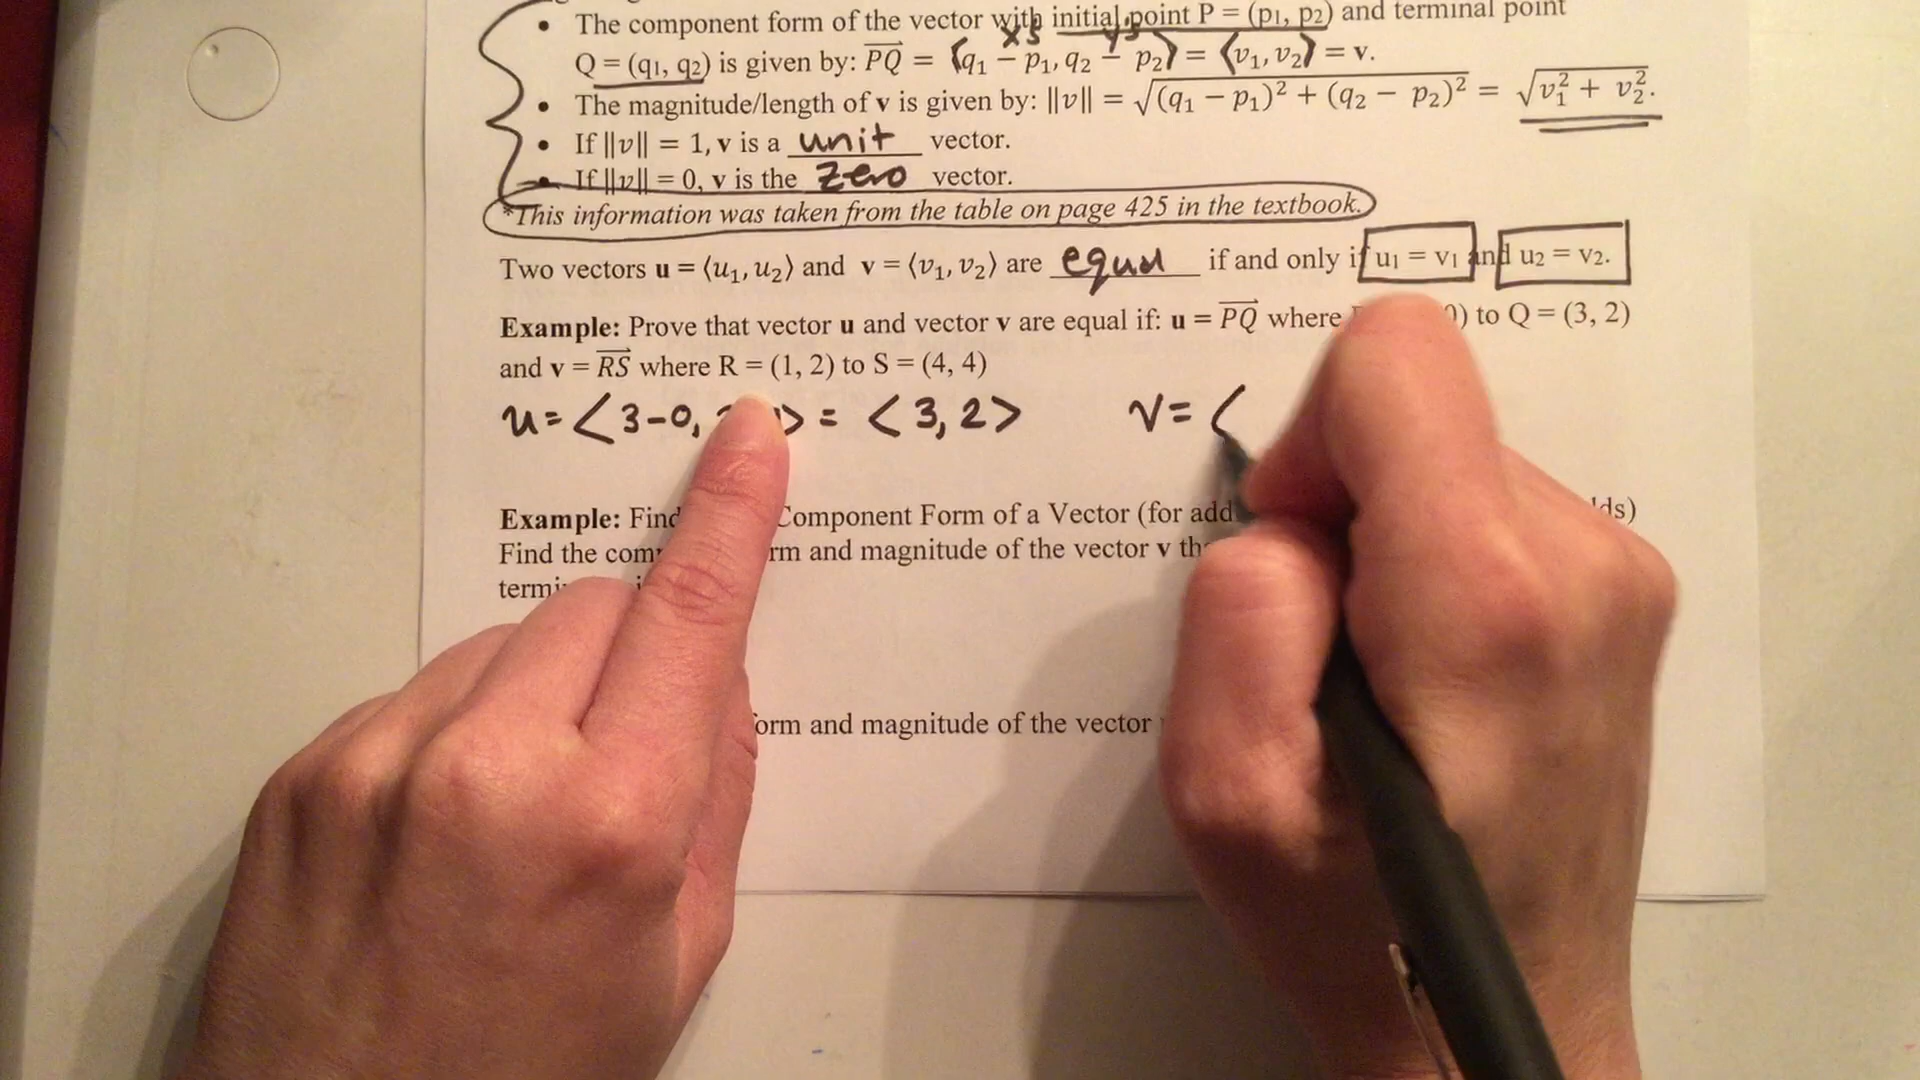 • The component form of the vector with initial point P = (p1, p2) and terminal point
xs ys
Q = (q1, q2) is given by: PQ = ⟨q₁ − p₁, q₂ − p₂⟩ = ⟨v₁, v₂⟩ = v.
• The magnitude/length of v is given by: ‖v‖ = √(q₁ − p₁)² + (q₂ − p₂)² = √v₁² + v₂².
• If ‖v‖ = 1, v is a unit vector.
• If ‖v‖ = 0, v is the zero vector.
*This information was taken from the table on page 425 in the textbook.
Two vectors u = ⟨u₁, u₂⟩ and v = ⟨v₁, v₂⟩ are equal if and only if u1 = v1 and u2 = v2.
Example: Prove that vector u and vector v are equal if: u = PQ where to Q = (3, 2)
and v = RS where R = (1, 2) to S = (4, 4)
u = <3-0, > = <3, 2> v = <
Example: Component Form of a Vector (for
Find the and magnitude of the vector v
and magnitude of the vector